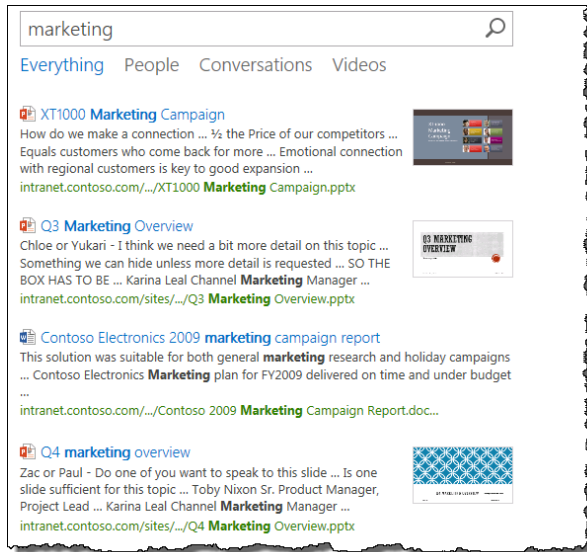 marketing
Everything People Conversations Videos
XT1000 Marketing Campaign
How do we make a connection ... ½ the Price of our competitors ...
Equals customers who come back for more ... Emotional connection
with regional customers is key to good expansion ...
intranet.contoso.com/.../XT1000 Marketing Campaign.pptx
Q3 Marketing Overview
Chloe or Yukari - I think we need a bit more detail on this topic ...
Something we can hide unless more detail is requested ... SO THE
BOX HAS TO BE ... Karina Leal Channel Marketing Manager ...
intranet.contoso.com/sites/.../Q3 Marketing Overview.pptx
Q3 MARKETING
OVERVIEW
Contoso Electronics 2009 marketing campaign report
This solution was suitable for both general marketing research and holiday campaigns
... Contoso Electronics Marketing plan for FY2009 delivered on time and under budget
...
intranet.contoso.com/.../Contoso 2009 Marketing Campaign Report.doc...
Q4 marketing overview
Zac or Paul - Do one of you want to speak to this slide ... Is one
slide sufficient for this topic ... Toby Nixon Sr. Product Manager,
Project Lead ... Karina Leal Channel Marketing Manager ...
intranet.contoso.com/sites/.../Q4 Marketing Overview.pptx
Q4 MARKETING OVERVIEW